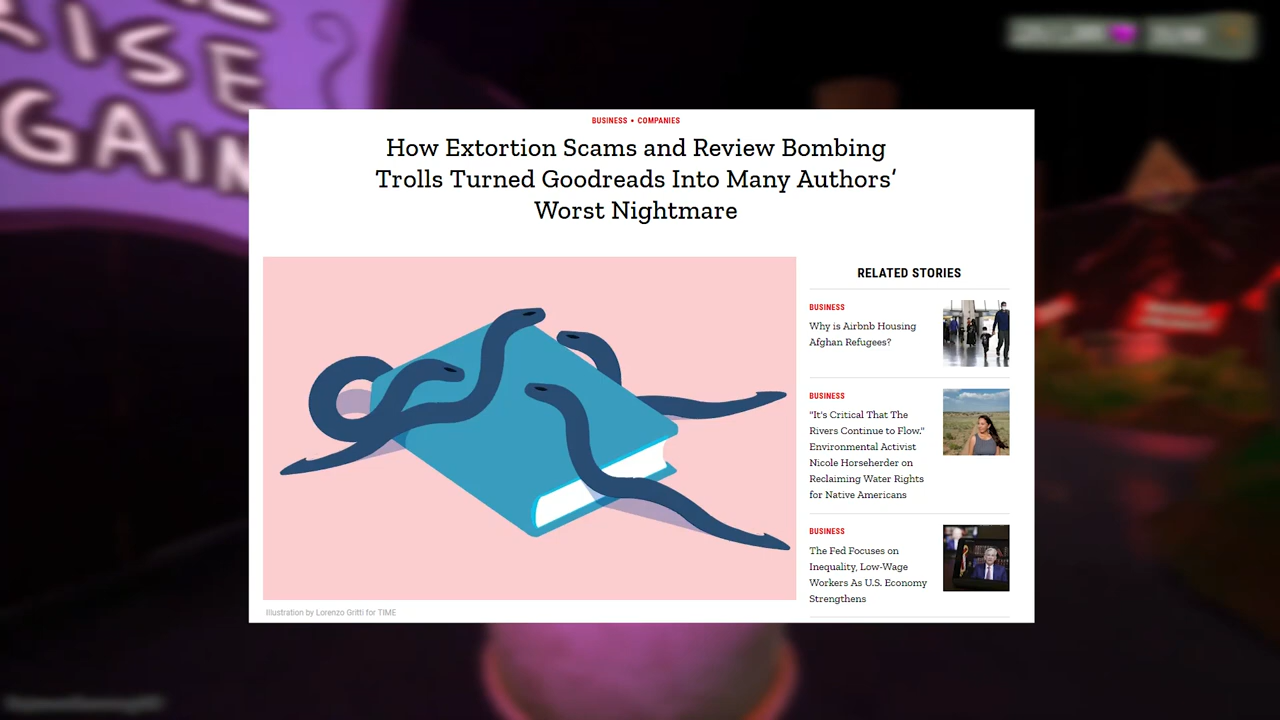 RISE
GAIN
BUSINESS • COMPANIES
How Extortion Scams and Review Bombing
Trolls Turned Goodreads Into Many Authors’
Worst Nightmare
RELATED STORIES
BUSINESS
Why is Airbnb Housing
Afghan Refugees?
BUSINESS
"It's Critical That The
Rivers Continue to Flow."
Environmental Activist
Nicole Horseherder on
Reclaiming Water Rights
for Native Americans
BUSINESS
The Fed Focuses on
Inequality, Low-Wage
Workers As U.S. Economy
Strengthens
Illustration by Lorenzo Gritti for TIME